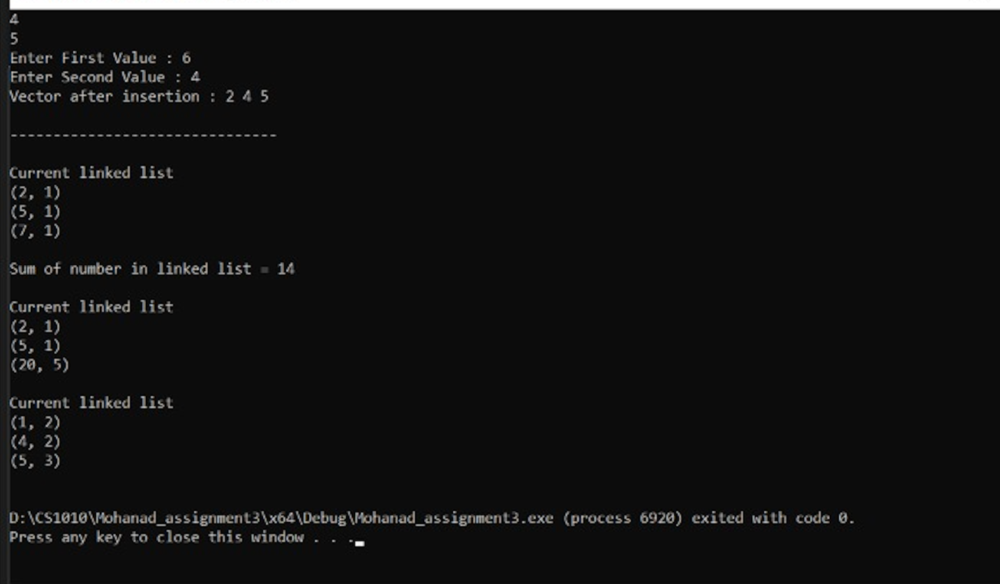 4
5
Enter First Value : 6
Enter Second Value : 4
Vector after insertion : 2 4 5
-------------------------------
Current linked list
(2, 1)
(5, 1)
(7, 1)
Sum of number in linked list = 14
Current linked list
(2, 1)
(5, 1)
(20, 5)
Current linked list
(1, 2)
(4, 2)
(5, 3)
D:\CS1010\Mohanad_assignment3\x64\Debug\Mohanad_assignment3.exe (process 6920) exited with code 0.
Press any key to close this window . . .